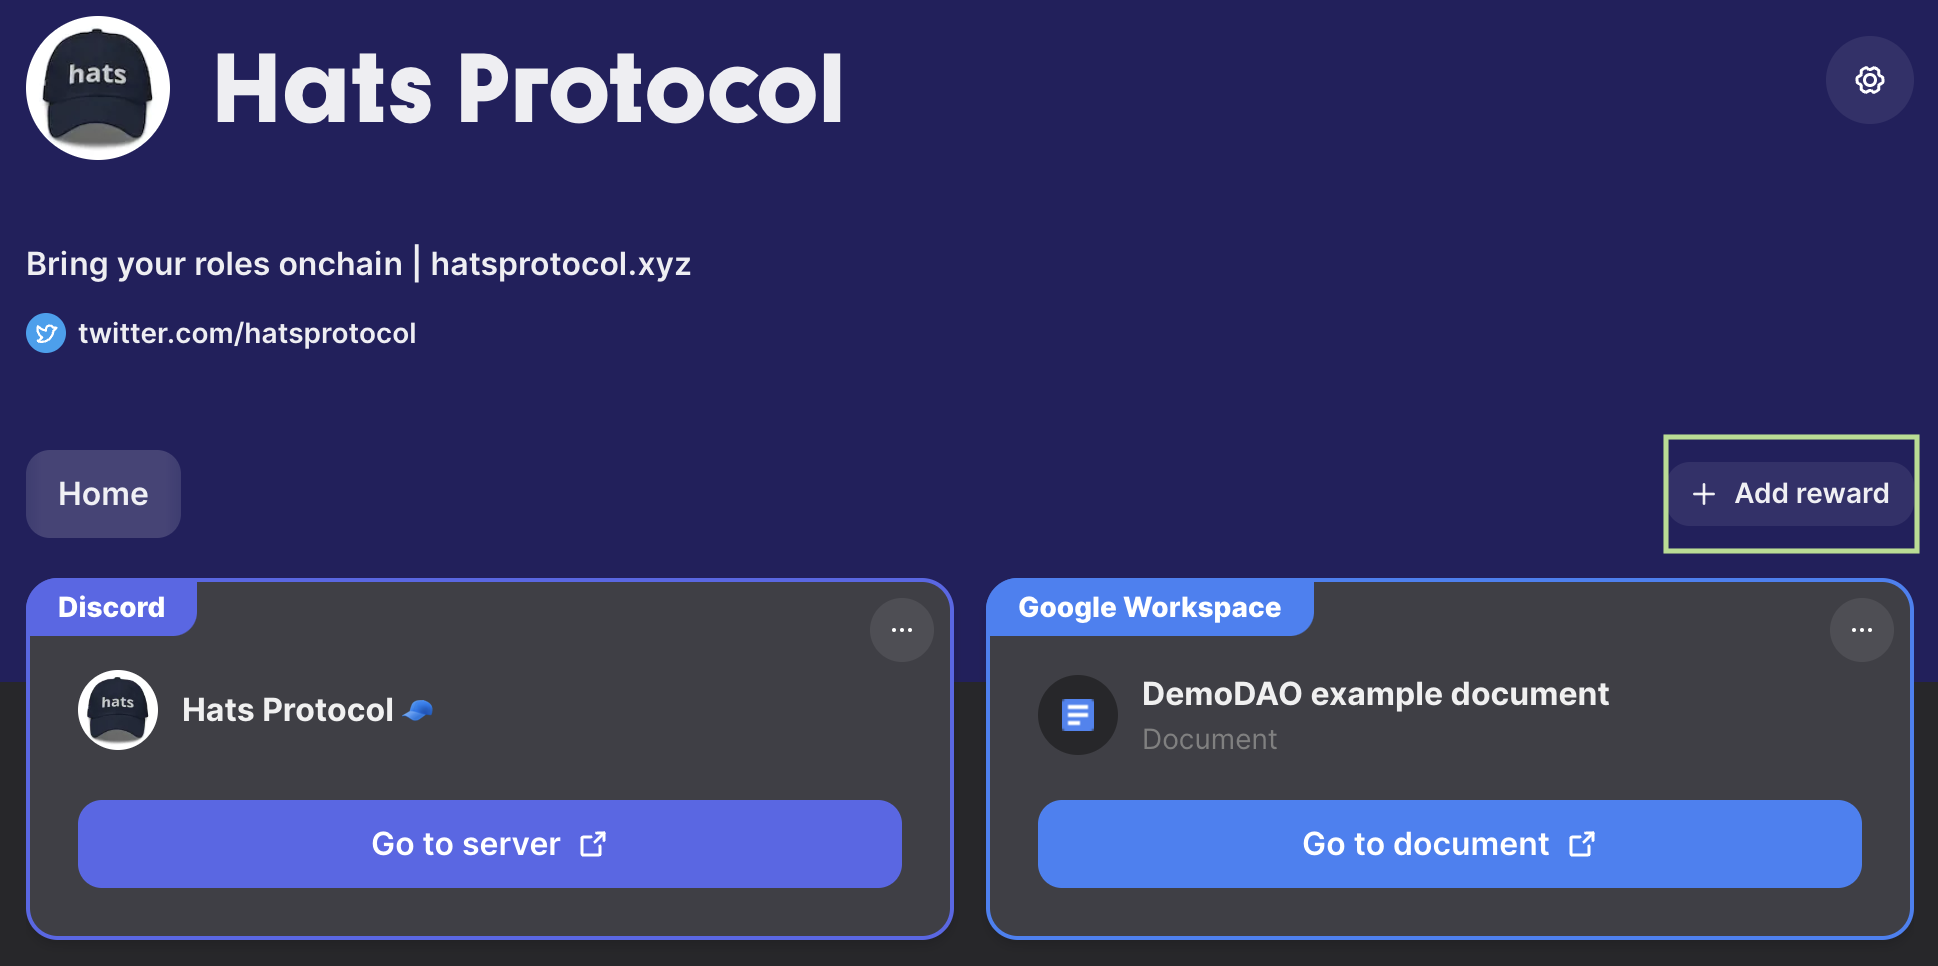 hats
Hats Protocol
Bring your roles onchain | hatsprotocol.xyz
twitter.com/hatsprotocol
Home
+ Add reward
Discord
Google Workspace
hats
Hats Protocol 🧢
DemoDAO example document
Document
Go to server
Go to document